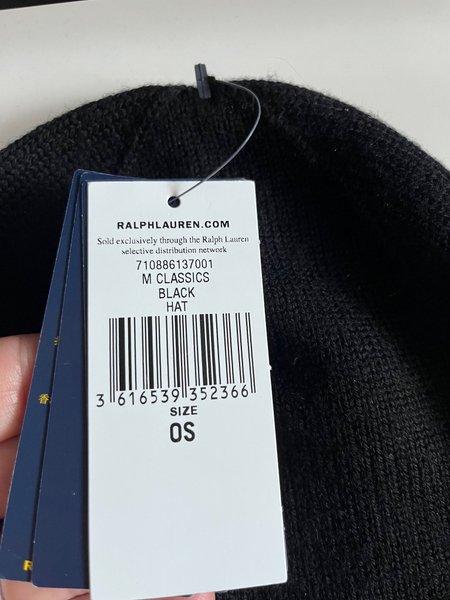 RALPHLAUREN.COM
Sold exclusively through the Ralph Lauren
selective distribution network
710886137001
M CLASSICS
BLACK
HAT
3 616539 352366
SIZE
OS
香
R